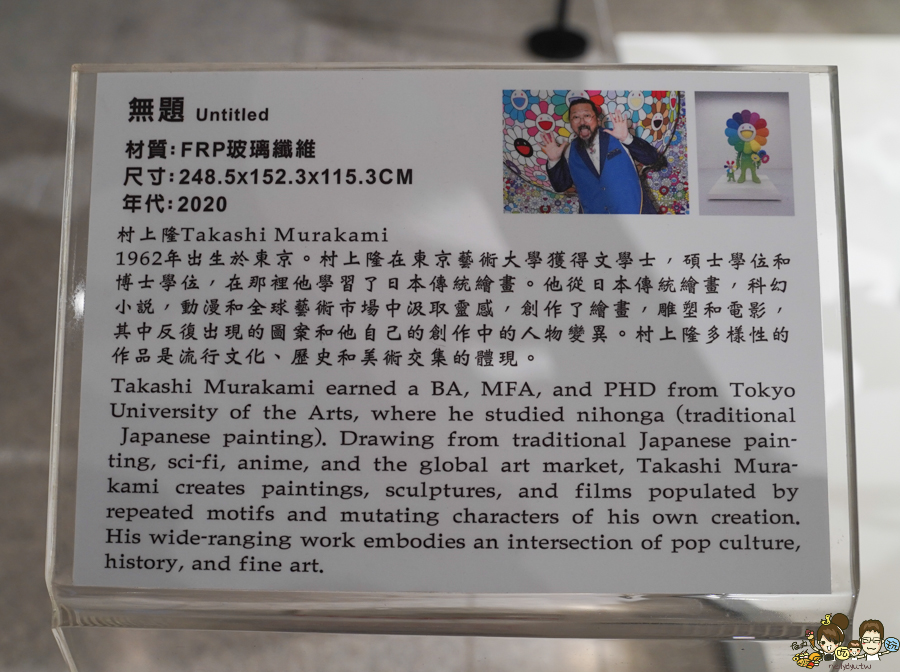 無題 Untitled
材質:FRP玻璃纖維
尺寸:248.5x152.3x115.3CM
年代:2020
村上隆Takashi Murakami
1962年出生於東京。村上隆在東京藝術大學獲得文學士，碩士學位和
博士學位，在那裡他學習了日本傳統繪畫。他從日本傳統繪畫，科幻
小說，動漫和全球藝術市場中汲取靈感，創作了繪畫，雕塑和電影，
其中反復出現的圖案和他自己的創作中的人物變異。村上隆多樣性的
作品是流行文化、歷史和美術交集的體現。
Takashi Murakami earned a BA, MFA, and PHD from Tokyo
University of the Arts, where he studied nihonga (traditional
Japanese painting). Drawing from traditional Japanese pain-
ting, sci-fi, anime, and the global art market, Takashi Mura-
kami creates paintings, sculptures, and films populated by
repeated motifs and mutating characters of his own creation.
His wide-ranging work embodies an intersection of pop culture,
history, and fine art.